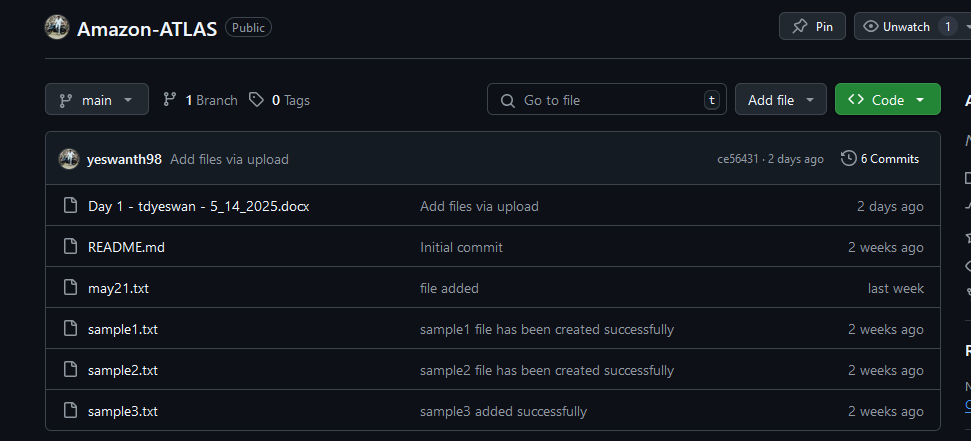 Amazon-ATLAS Public Pin Unwatch 1
main 1 Branch 0 Tags Go to file t Add file Code
yeswanth98 Add files via upload ce56431 · 2 days ago 6 Commits
Day 1 - tdyeswan - 5_14_2025.docx Add files via upload 2 days ago
README.md Initial commit 2 weeks ago
may21.txt file added last week
sample1.txt sample1 file has been created successfully 2 weeks ago
sample2.txt sample2 file has been created successfully 2 weeks ago
sample3.txt sample3 added successfully 2 weeks ago